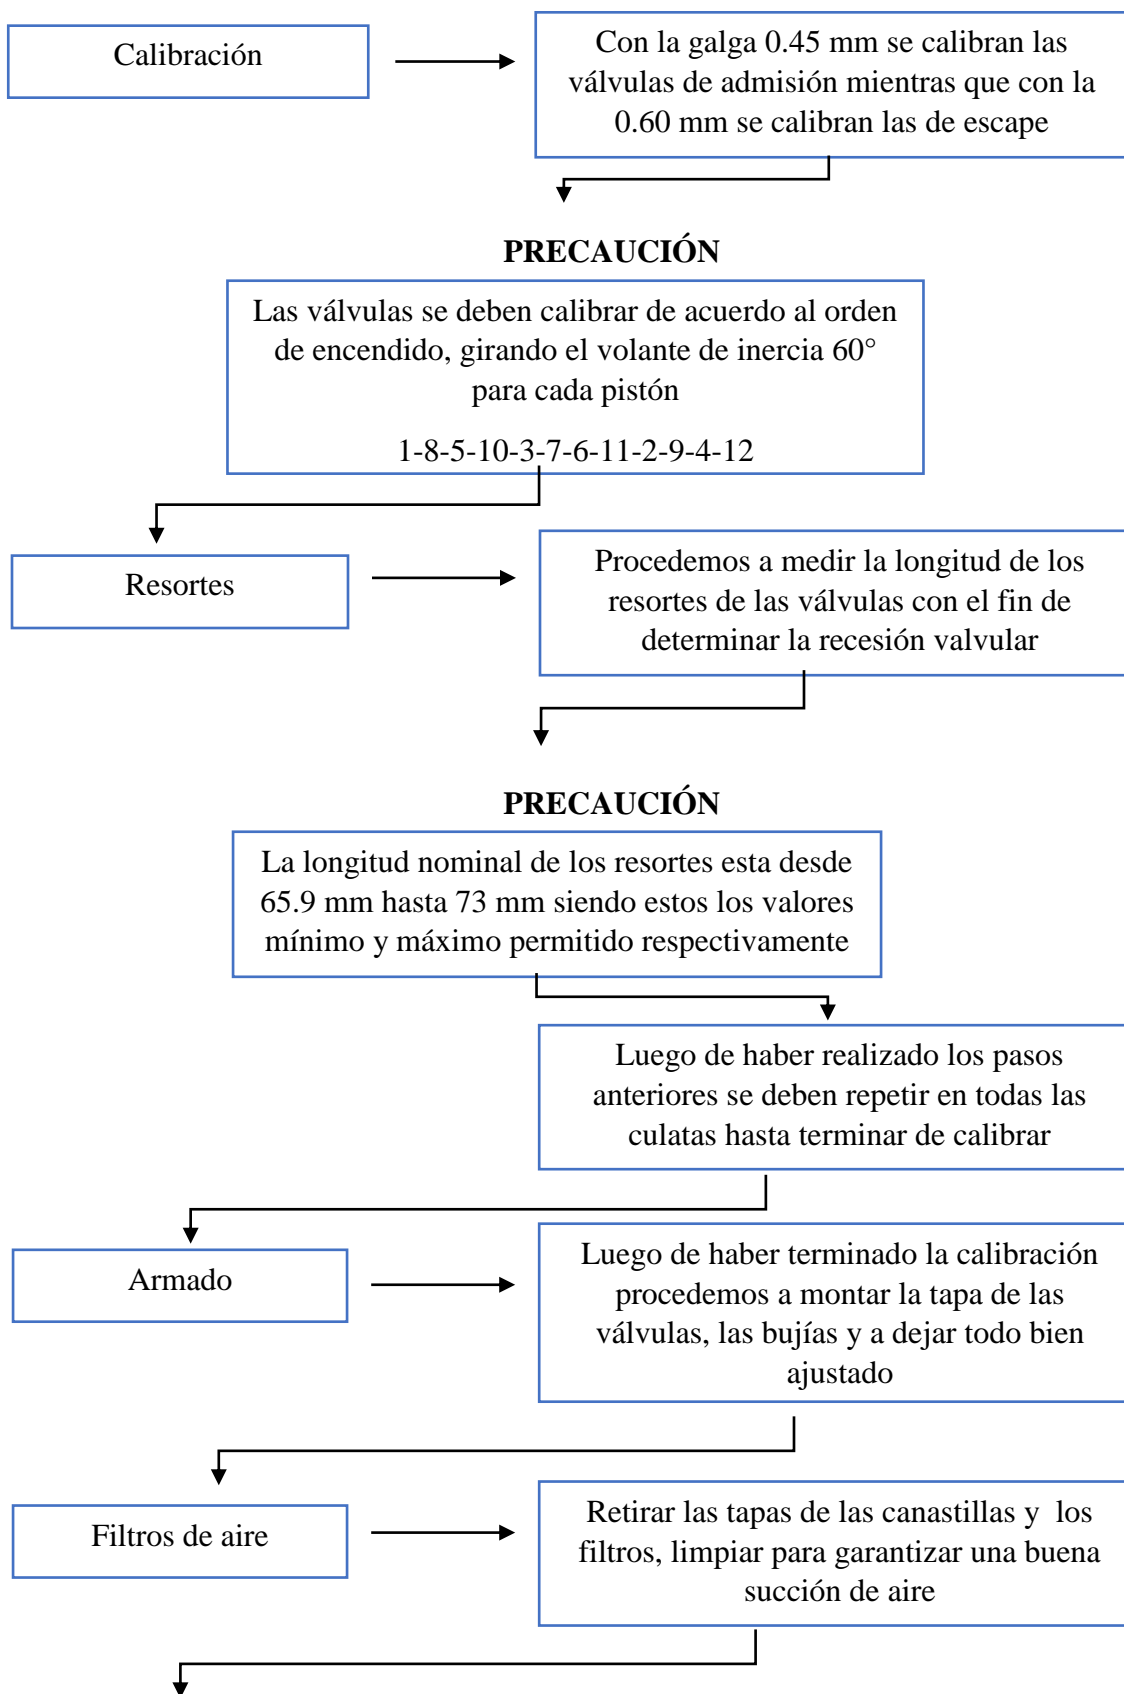 Calibración
Con la galga 0.45 mm se calibran las
válvulas de admisión mientras que con la
0.60 mm se calibran las de escape
PRECAUCIÓN
Las válvulas se deben calibrar de acuerdo al orden
de encendido, girando el volante de inercia 60°
para cada pistón
1-8-5-10-3-7-6-11-2-9-4-12
Resortes
Procedemos a medir la longitud de los
resortes de las válvulas con el fin de
determinar la recesión valvular
PRECAUCIÓN
La longitud nominal de los resortes esta desde
65.9 mm hasta 73 mm siendo estos los valores
mínimo y máximo permitido respectivamente
Luego de haber realizado los pasos
anteriores se deben repetir en todas las
culatas hasta terminar de calibrar
Armado
Luego de haber terminado la calibración
procedemos a montar la tapa de las
válvulas, las bujías y a dejar todo bien
ajustado
Filtros de aire
Retirar las tapas de las canastillas y  los
filtros, limpiar para garantizar una buena
succión de aire